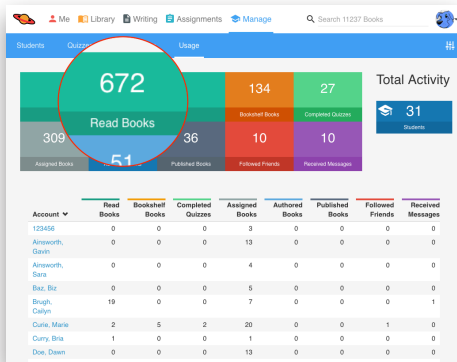 Me Library Writing Assignments Manage Search 11237 Books
Students Quizzes Usage
672
Read Books
134
Bookshelf Books
27
Completed Quizzes
309
Assigned Books
51
36
Published Books
10
Followed Friends
10
Received Messages
Total Activity
31
Students
Account Read Books Bookshelf Books Completed Quizzes Assigned Books Authored Books Published Books Followed Friends Received Messages
123456 0 0 0 3 0 0 0 0
Ainsworth, Gavin 0 0 0 13 0 0 0 0
Ainsworth, Sara 0 0 0 4 0 0 0 0
Baz, Biz 0 0 0 5 0 0 0 0
Brugh, Cailyn 19 0 0 7 0 0 0 1
Curie, Marie 2 5 2 20 0 0 1 0
Curry, Bria 1 0 0 1 0 0 0 0
Doe, Dawn 0 0 0 13 0 0 0 0